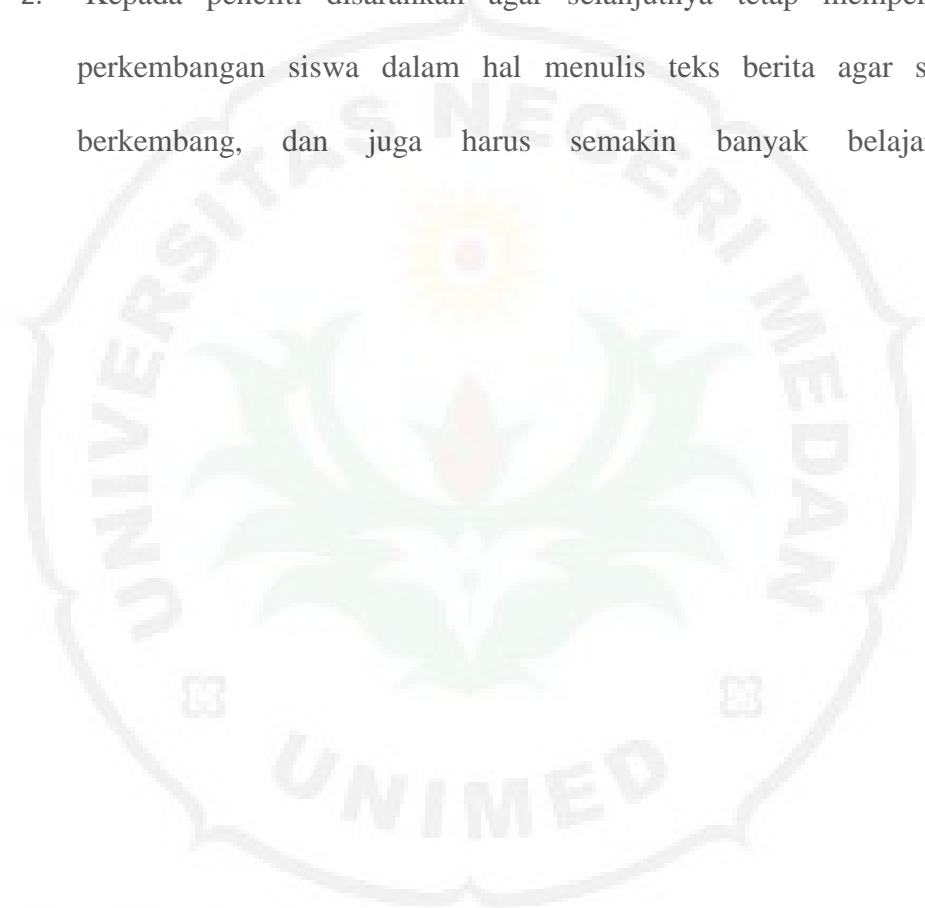 2. Kepada peneliti disarankan agar selanjutnya tetap
perkembangan siswa dalam hal menulis teks berita agar
berkembang, dan juga harus semakin banyak
UNIVERSITAS NEGERI MEDAN
UNIMED